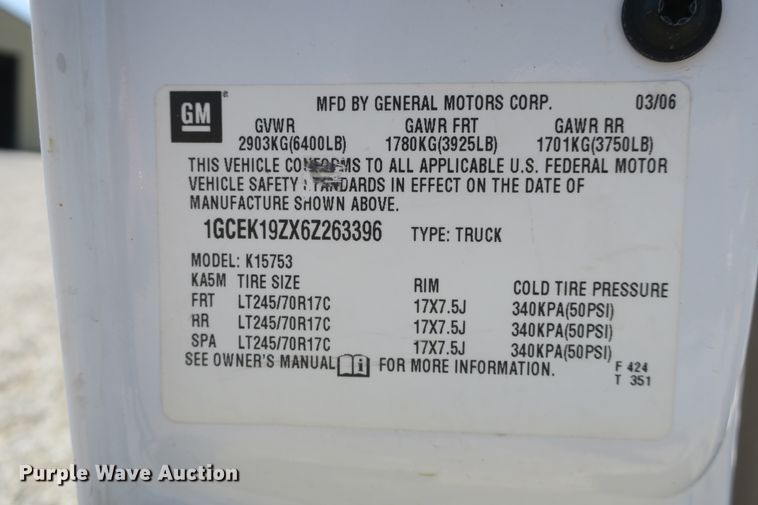 GM ® MFD BY GENERAL MOTORS CORP. 03/06
GVWR GAWR FRT GAWR RR
2903KG(6400LB) 1780KG(3925LB) 1701KG(3750LB)
THIS VEHICLE CONFORMS TO ALL APPLICABLE U.S. FEDERAL MOTOR
VEHICLE SAFETY STANDARDS IN EFFECT ON THE DATE OF
MANUFACTURE SHOWN ABOVE.
1GCEK19ZX6Z263396 TYPE: TRUCK
MODEL: K15753
KA5M TIRE SIZE RIM COLD TIRE PRESSURE
FRT LT245/70R17C 17X7.5J 340KPA(50PSI)
RR LT245/70R17C 17X7.5J 340KPA(50PSI)
SPA LT245/70R17C 17X7.5J 340KPA(50PSI)
SEE OWNER'S MANUAL i FOR MORE INFORMATION.
F 424
T 351
Purple Wave Auction